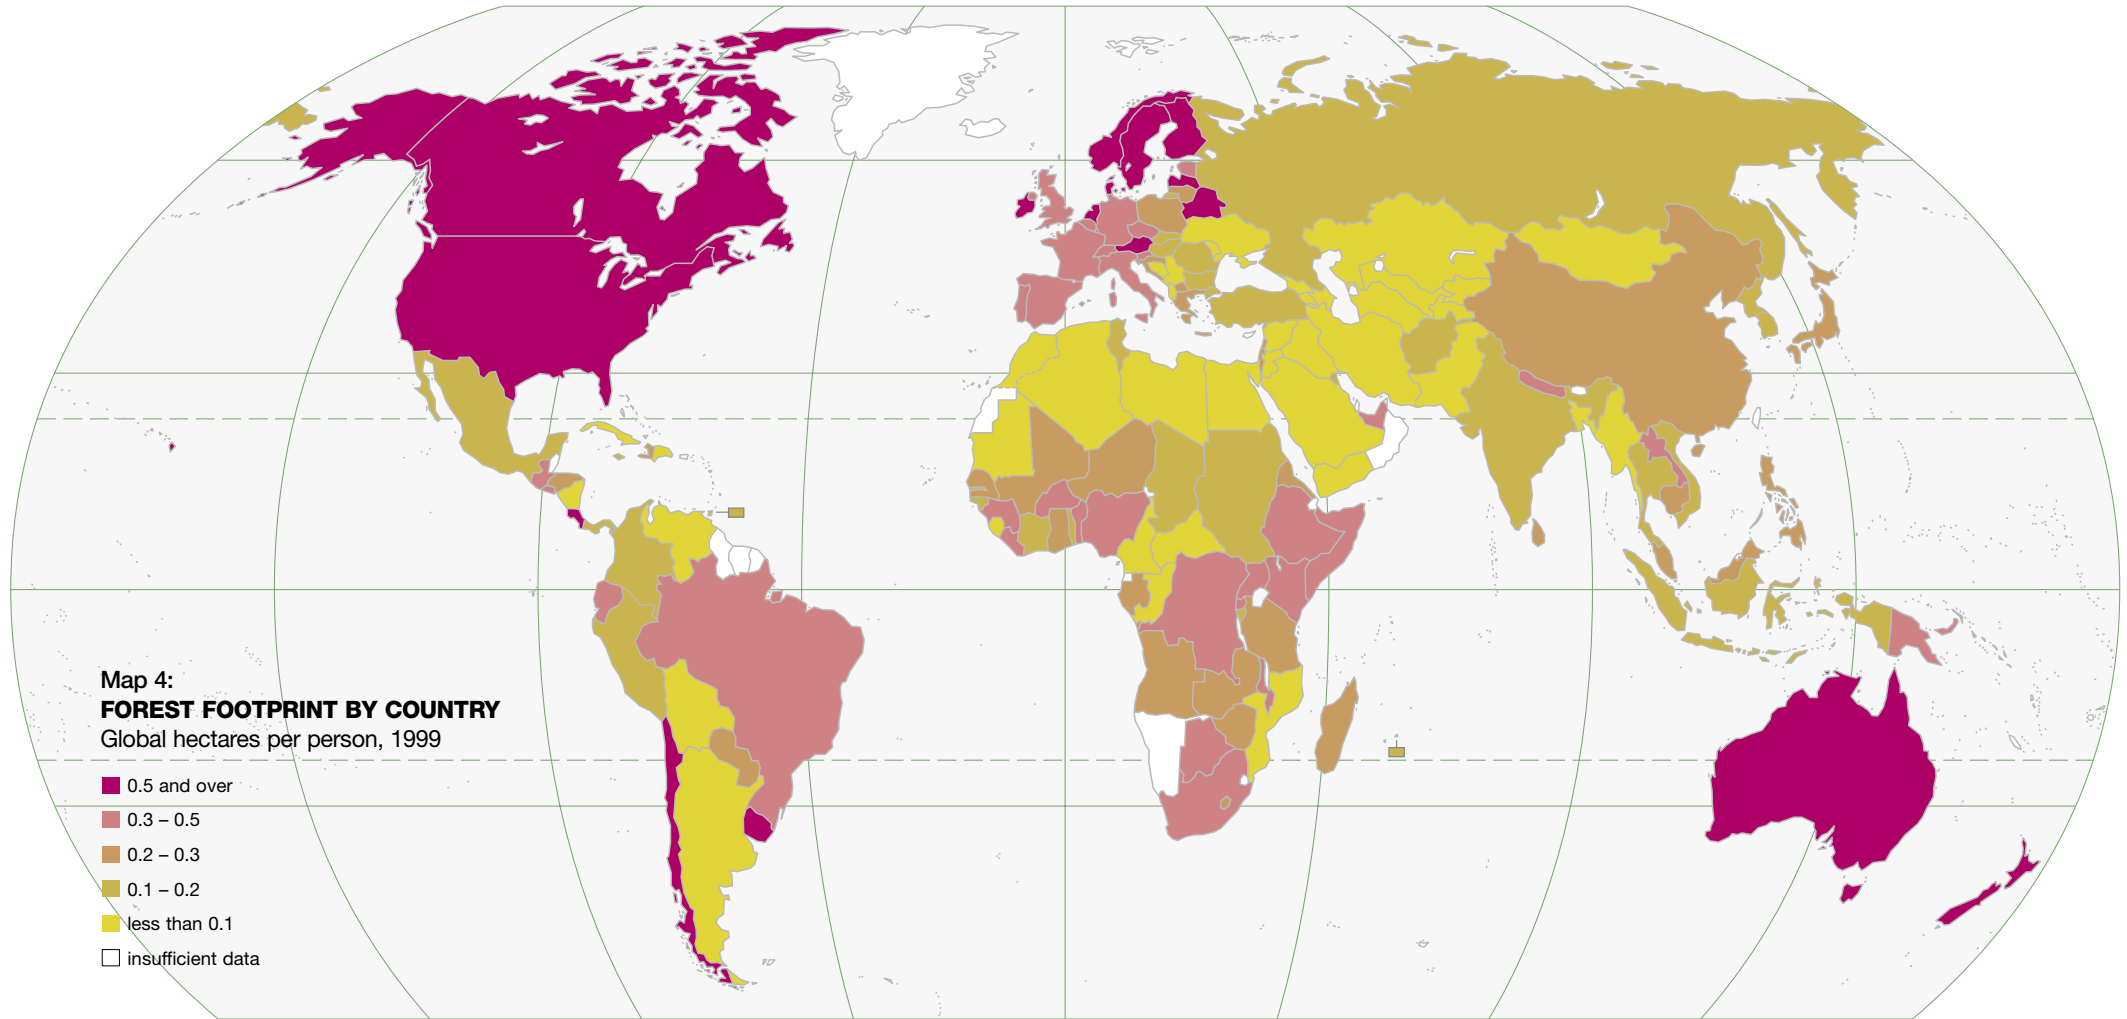 Map 4:
FOREST FOOTPRINT BY COUNTRY
Global hectares per person, 1999
0.5 and over
0.3 – 0.5
0.2 – 0.3
0.1 – 0.2
less than 0.1
insufficient data